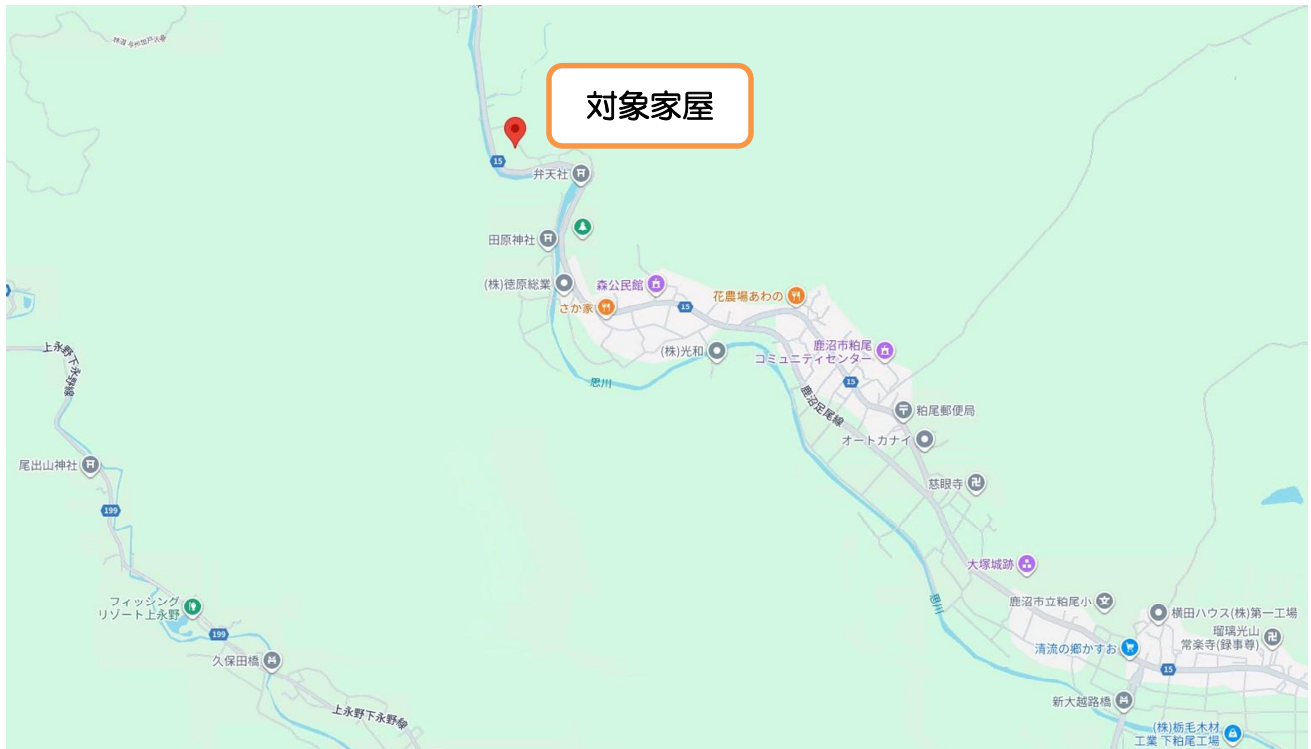 対象家屋
15
弁天社
田原神社
(株)徳原総業
森公民館
さか家
15
花農場あわの
(株)光和
鹿沼市粕尾
コミュニティセンター
思川
15
鹿沼足尾線
粕尾郵便局
オートカナイ
慈眼寺
上永野下永野線
尾出山神社
199
大塚城跡
フィッシング
リゾート上永野
199
久保田橋
思川
鹿沼市立粕尾小
横田ハウス(株)第一工場
瑠璃光山
常楽寺(録事尊)
清流の郷かすお
15
新大越路橋
上永野下永野線
(株)栃毛木材
工業 下粕尾工場